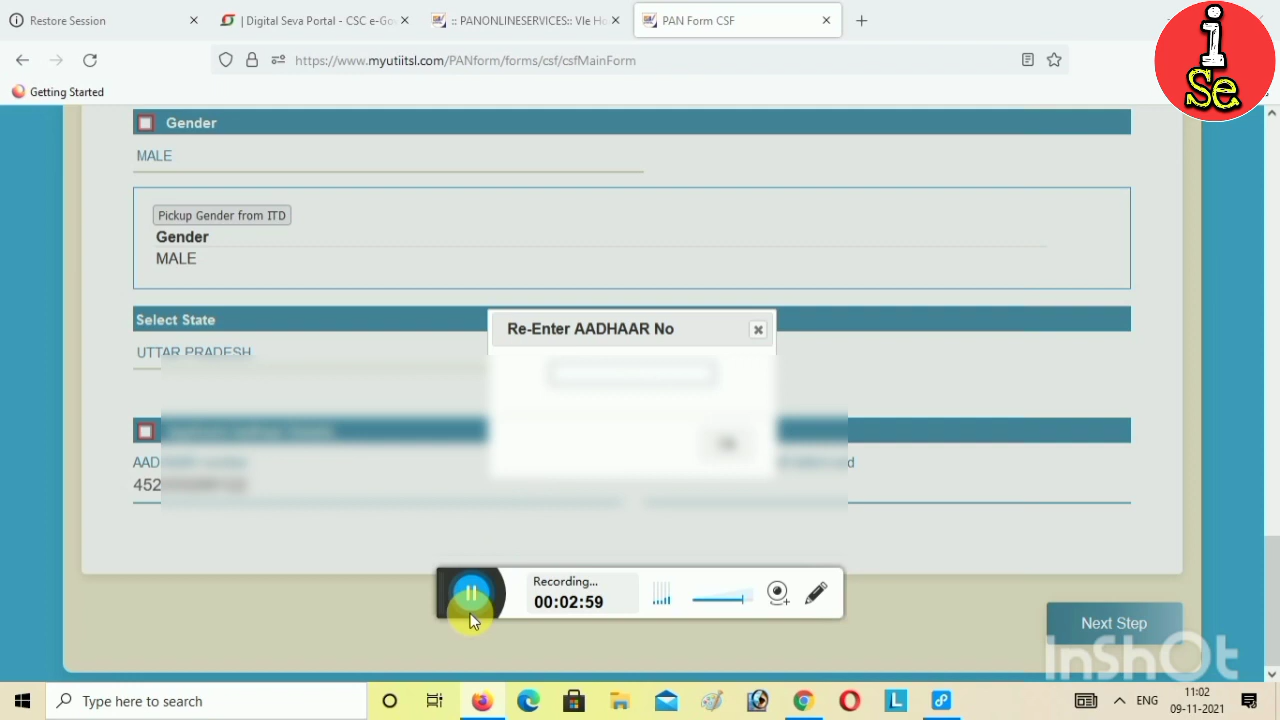 Restore Session
| Digital Seva Portal - CSC e-Go
:: PANONLINESERVICES:: Vle Ho
PAN Form CSF
https://www.myutiitsl.com/PANform/forms/csf/csfMainForm
Getting Started
i
Se
Gender
MALE
Pickup Gender from ITD
Gender
MALE
Select State
UTTAR PRADESH
Re-Enter AADHAAR No
AAD
452
Recording...
00:02:59
Next Step
InShOt
Type here to search
ENG
11:02
09-11-2021